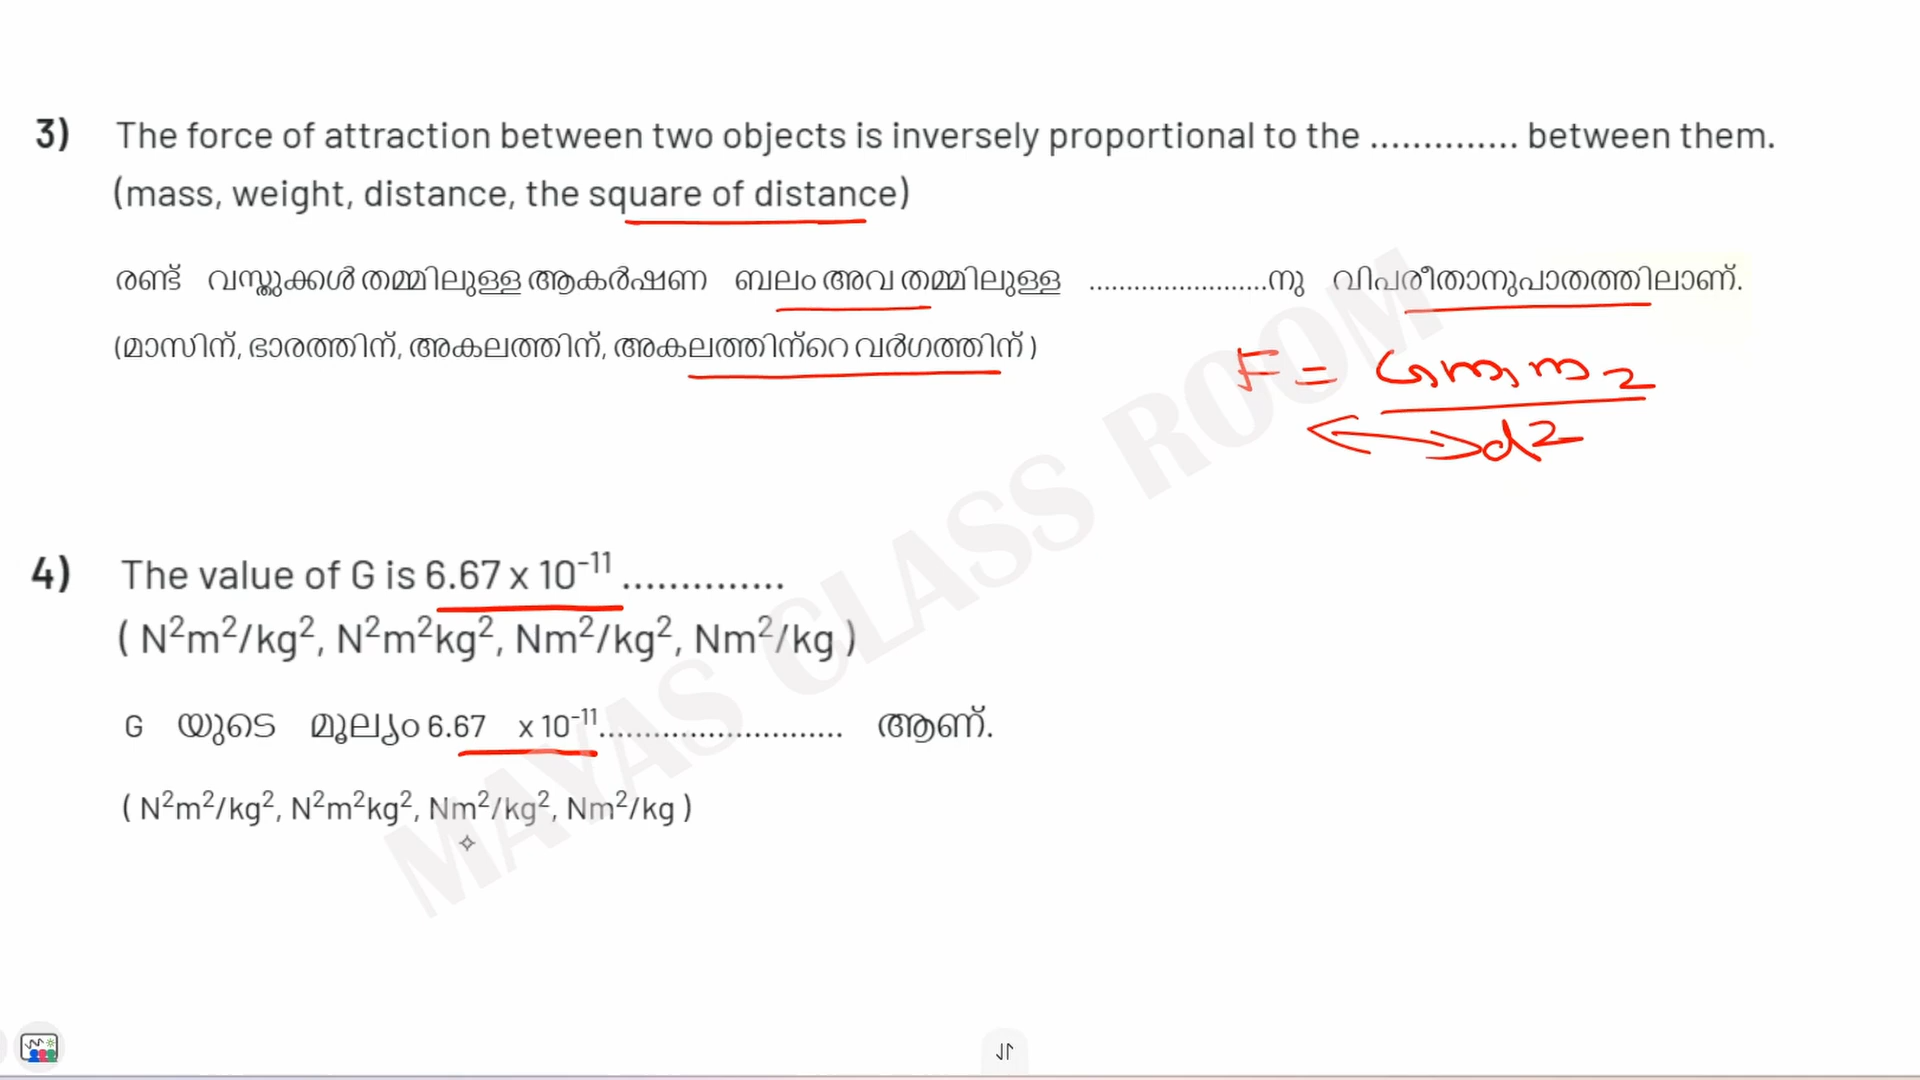 3) The force of attraction between two objects is inversely proportional to the .............. between them.
(mass, weight, distance, the square of distance)
രണ്ട് വസ്തുക്കൾ തമ്മിലുള്ള ആകർഷണ ബലം അവ തമ്മിലുള്ള ........................നു വിപരീതാനുപാതത്തിലാണ്.
(മാസിന്, ഭാരത്തിന്, അകലത്തിന്, അകലത്തിന്റെ വർഗത്തിന് )
F = Gm₁m₂
d²
4) The value of G is 6.67 x 10⁻¹¹ ..............
( N²m²/kg², N²m²kg², Nm²/kg², Nm²/kg )
G യുടെ മൂല്യം 6.67 x 10⁻¹¹.......................... ആണ്.
( N²m²/kg², N²m²kg², Nm²/kg², Nm²/kg )
MAYAS CLASS ROOM